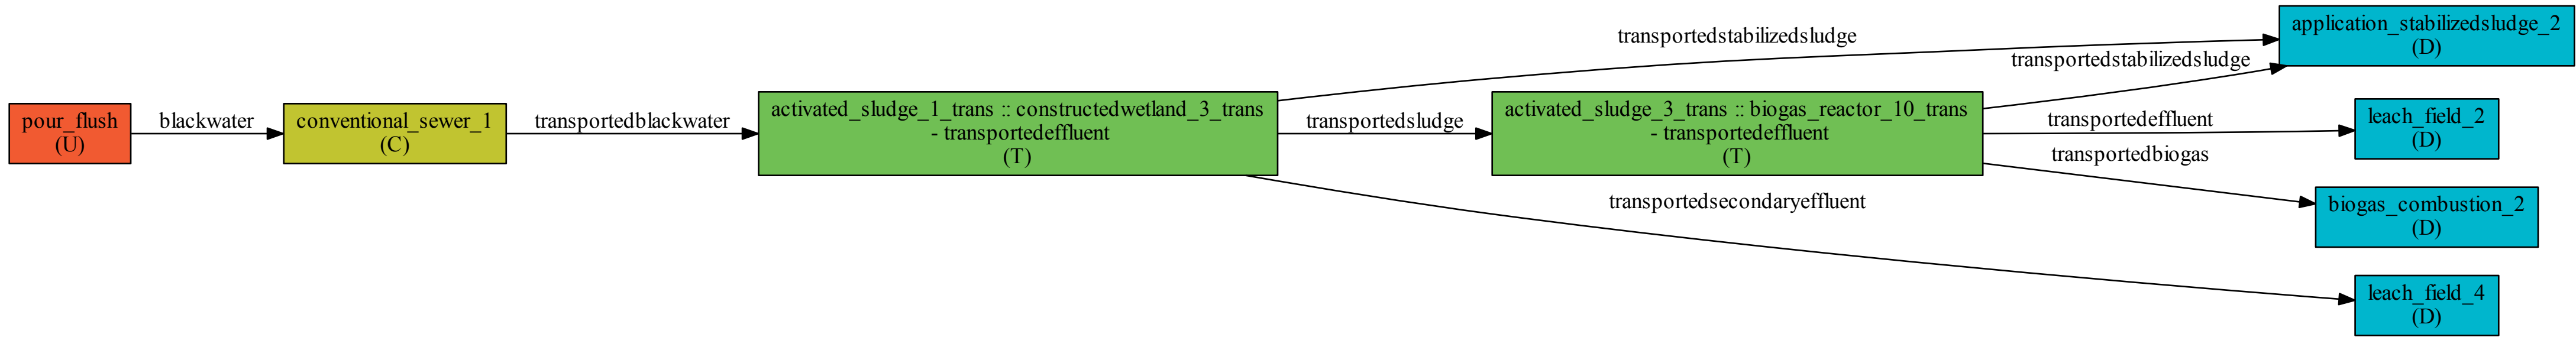 pour_flush
(U)
blackwater
conventional_sewer_1
(C)
transportedblackwater
activated_sludge_1_trans :: constructedwetland_3_trans
- transportedeffluent
(T)
transportedstabilizedsludge
transportedsludge
transportedsecondaryeffluent
activated_sludge_3_trans :: biogas_reactor_10_trans
- transportedeffluent
(T)
transportedstabilizedsludge
transportedeffluent
transportedbiogas
application_stabilizedsludge_2
(D)
leach_field_2
(D)
biogas_combustion_2
(D)
leach_field_4
(D)